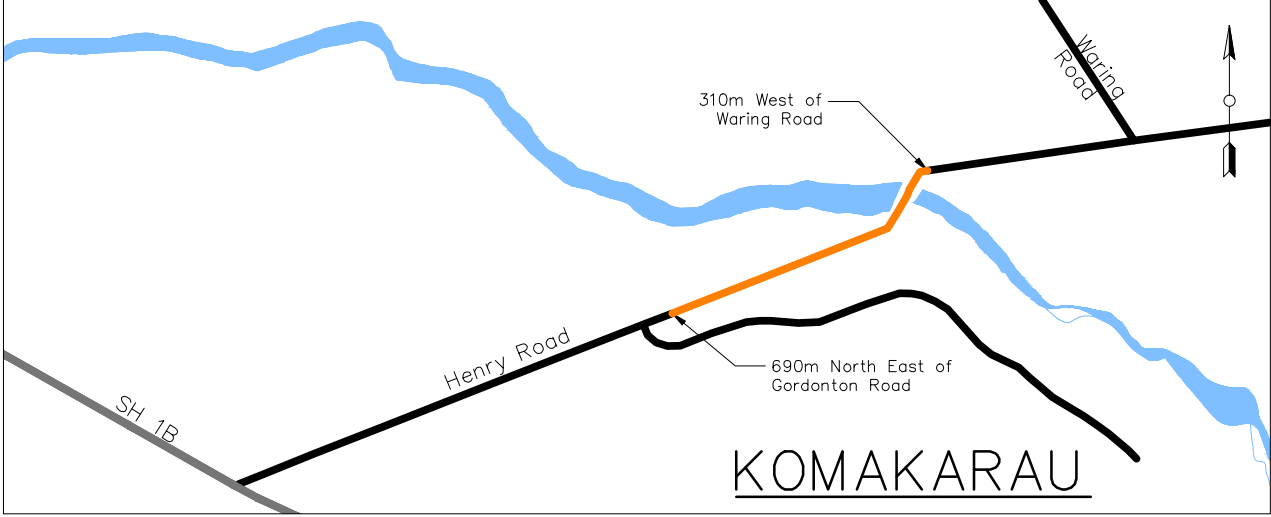 Waring
Road
310m West of
Waring Road
Henry Road
690m North East of
Gordonton Road
SH 1B
KOMAKARAU